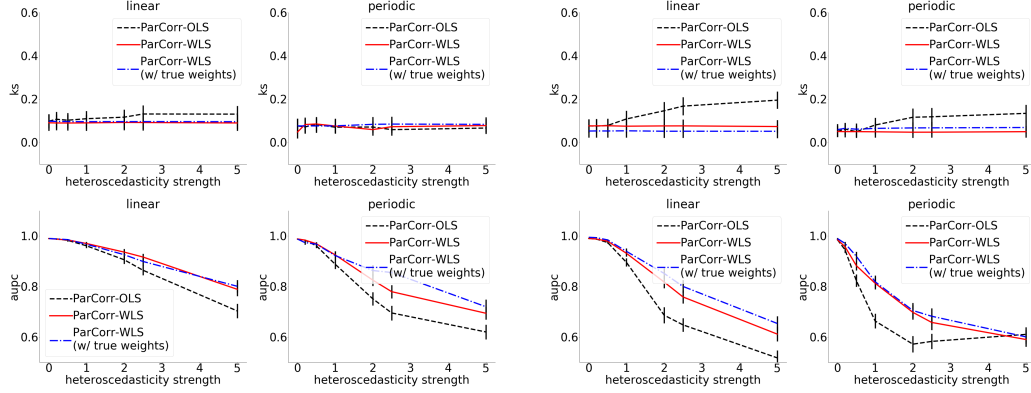 linear
0.6
0.4
0.2
0.0
ks
ParCorr-OLS
ParCorr-WLS
ParCorr-WLS
(w/ true weights)
0 1 2 3 4 5
heteroscedasticity strength
periodic
0.6
0.4
0.2
0.0
ks
ParCorr-OLS
ParCorr-WLS
ParCorr-WLS
(w/ true weights)
0 1 2 3 4 5
heteroscedasticity strength
linear
0.6
0.4
0.2
0.0
ks
ParCorr-OLS
ParCorr-WLS
ParCorr-WLS
(w/ true weights)
0 1 2 3 4 5
heteroscedasticity strength
periodic
0.6
0.4
0.2
0.0
ks
ParCorr-OLS
ParCorr-WLS
ParCorr-WLS
(w/ true weights)
0 1 2 3 4 5
heteroscedasticity strength
linear
1.0
0.8
0.6
aupc
ParCorr-OLS
ParCorr-WLS
ParCorr-WLS
(w/ true weights)
0 1 2 3 4 5
heteroscedasticity strength
periodic
1.0
0.8
0.6
aupc
ParCorr-OLS
ParCorr-WLS
ParCorr-WLS
(w/ true weights)
0 1 2 3 4 5
heteroscedasticity strength
linear
1.0
0.8
0.6
aupc
ParCorr-OLS
ParCorr-WLS
ParCorr-WLS
(w/ true weights)
0 1 2 3 4 5
heteroscedasticity strength
periodic
1.0
0.8
0.6
aupc
ParCorr-OLS
ParCorr-WLS
ParCorr-WLS
(w/ true weights)
0 1 2 3 4 5
heteroscedasticity strength